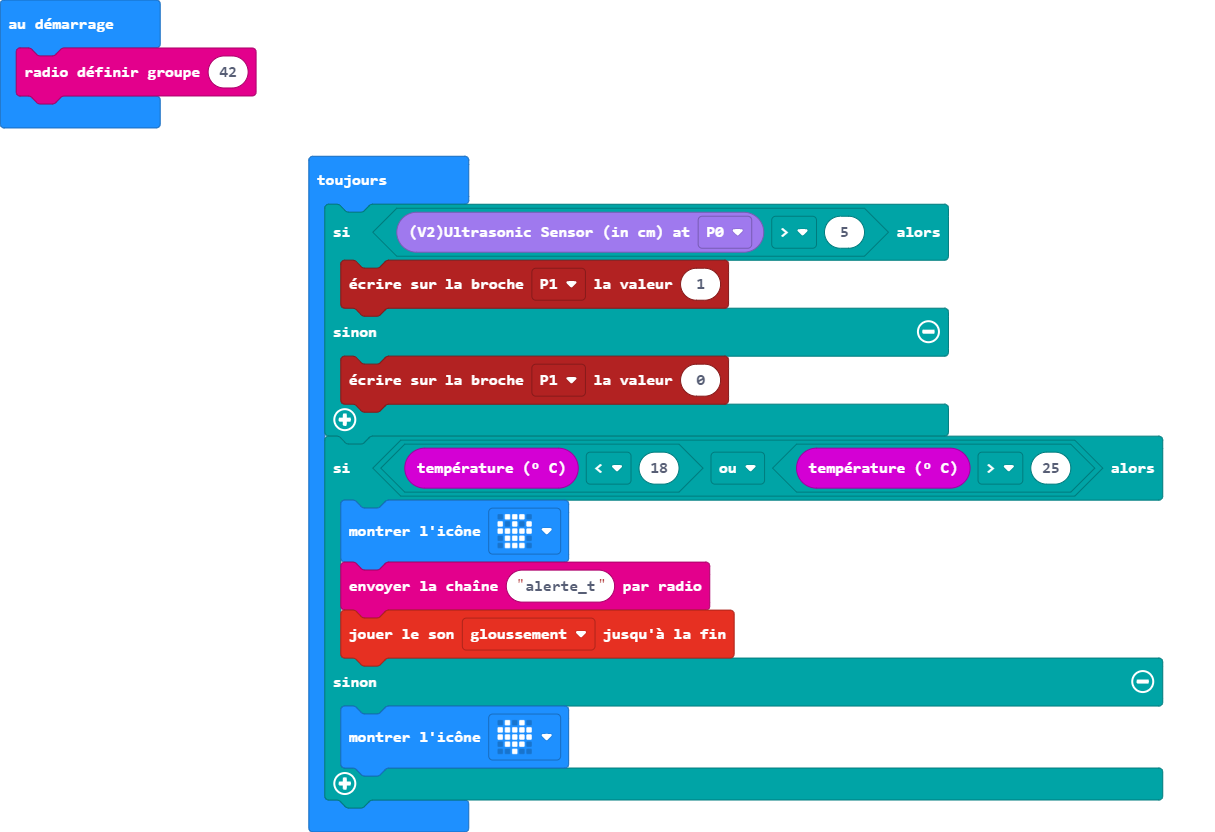 au démarrage
radio définir groupe 42
toujours
si (V2)Ultrasonic Sensor (in cm) at P0 > 5 alors
écrire sur la broche P1 la valeur 1
sinon
écrire sur la broche P1 la valeur 0
si température (º C) < 18 ou température (º C) > 25 alors
montrer l'icône
envoyer la chaîne "alerte_t" par radio
jouer le son gloussement jusqu'à la fin
sinon
montrer l'icône